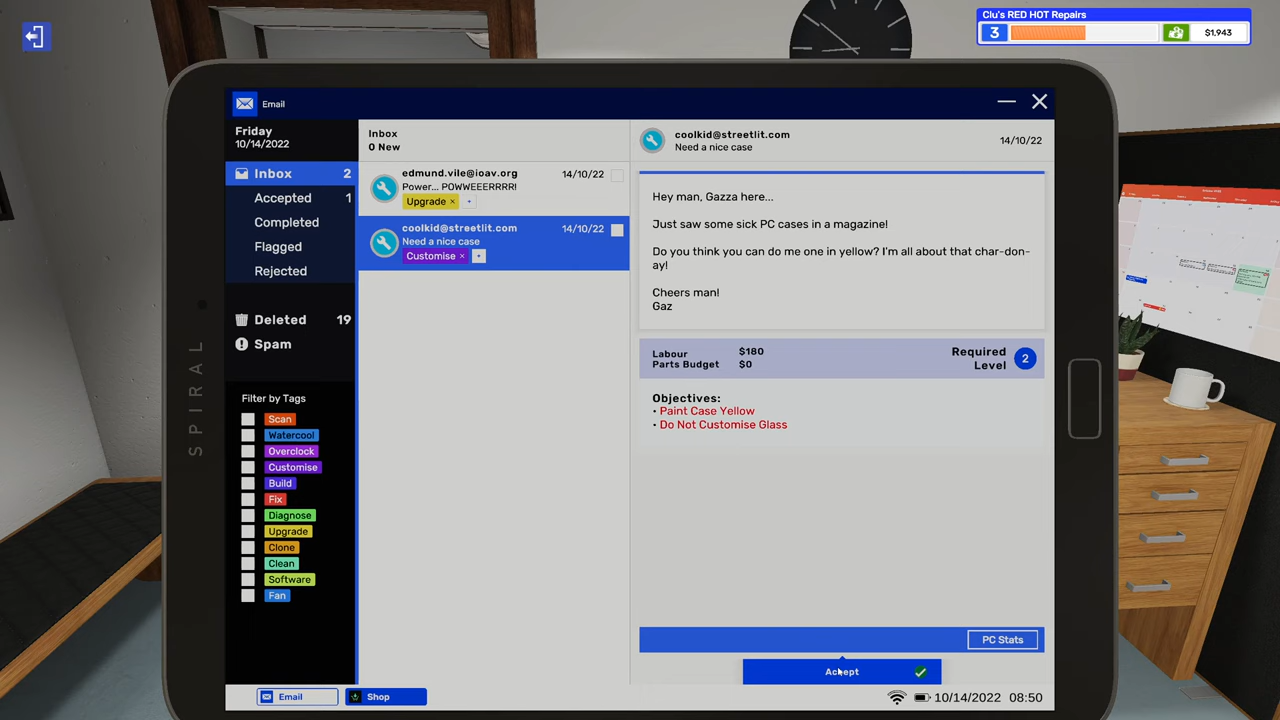 Clu's RED HOT Repairs
3
$1,943
Email
Friday
10/14/2022
Inbox 2
Accepted 1
Completed
Flagged
Rejected
Deleted 19
Spam
Filter by Tags
Scan
Watercool
Overclock
Customise
Build
Fix
Diagnose
Upgrade
Clone
Clean
Software
Fan
Inbox
0 New
edmund.vile@ioav.org 14/10/22
Power... POWWEEERRRR!
Upgrade × +
coolkid@streetlit.com 14/10/22
Need a nice case
Customise × +
coolkid@streetlit.com 14/10/22
Need a nice case
Hey man, Gazza here...
Just saw some sick PC cases in a magazine!
Do you think you can do me one in yellow? I'm all about that char-don-
ay!
Cheers man!
Gaz
Labour $180
Parts Budget $0
Required
Level 2
Objectives:
• Paint Case Yellow
• Do Not Customise Glass
PC Stats
Accept
Email
Shop
10/14/2022 08:50
SPIRAL